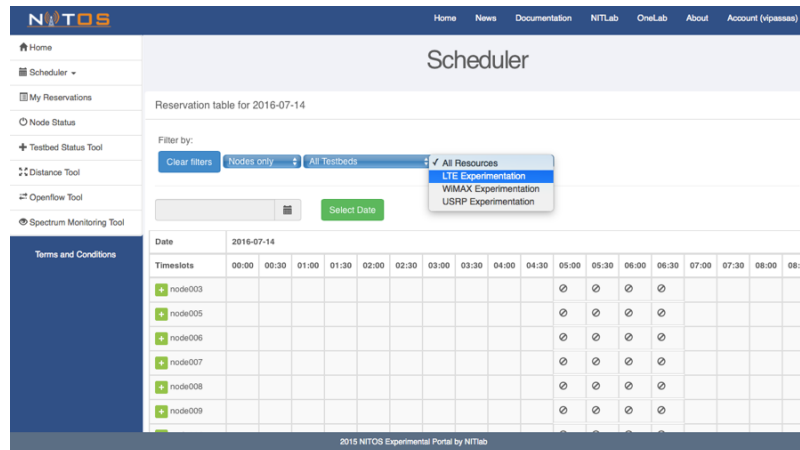 NITOS
Home News Documentation NITLab OneLab About Account (vipassas)
Home
Scheduler
My Reservations
Node Status
Testbed Status Tool
Distance Tool
Openflow Tool
Spectrum Monitoring Tool
Terms and Conditions
Scheduler
Reservation table for 2016-07-14
Filter by:
Clear filters Nodes only All Testbeds ✓ All Resources
LTE Experimentation
WiMAX Experimentation
USRP Experimentation
Select Date
Date 2016-07-14
Timeslots 00:00 00:30 01:00 01:30 02:00 02:30 03:00 03:30 04:00 04:30 05:00 05:30 06:00 06:30 07:00 07:30 08:00 08:
node003
node005
node006
node007
node008
node009
2015 NITOS Experimental Portal by NITlab